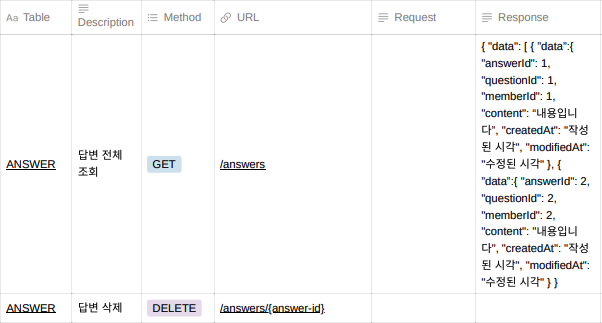 Table
Description
Method
URL
Request
Response
ANSWER
답변 전체
조회
GET
/answers
{ "data": [ { "data":{
"answerId": 1,
"questionId": 1,
"memberId": 1,
"content": “내용입니
다”, "createdAt": "작성
된 시각", "modifiedAt":
"수정된 시각" }, {
"data":{ "answerId": 2,
"questionId": 2,
"memberId": 2,
"content": “내용입니
다”, "createdAt": "작성
된 시각", "modifiedAt":
"수정된 시각" } }
ANSWER
답변 삭제
DELETE
/answers/{answer-id}